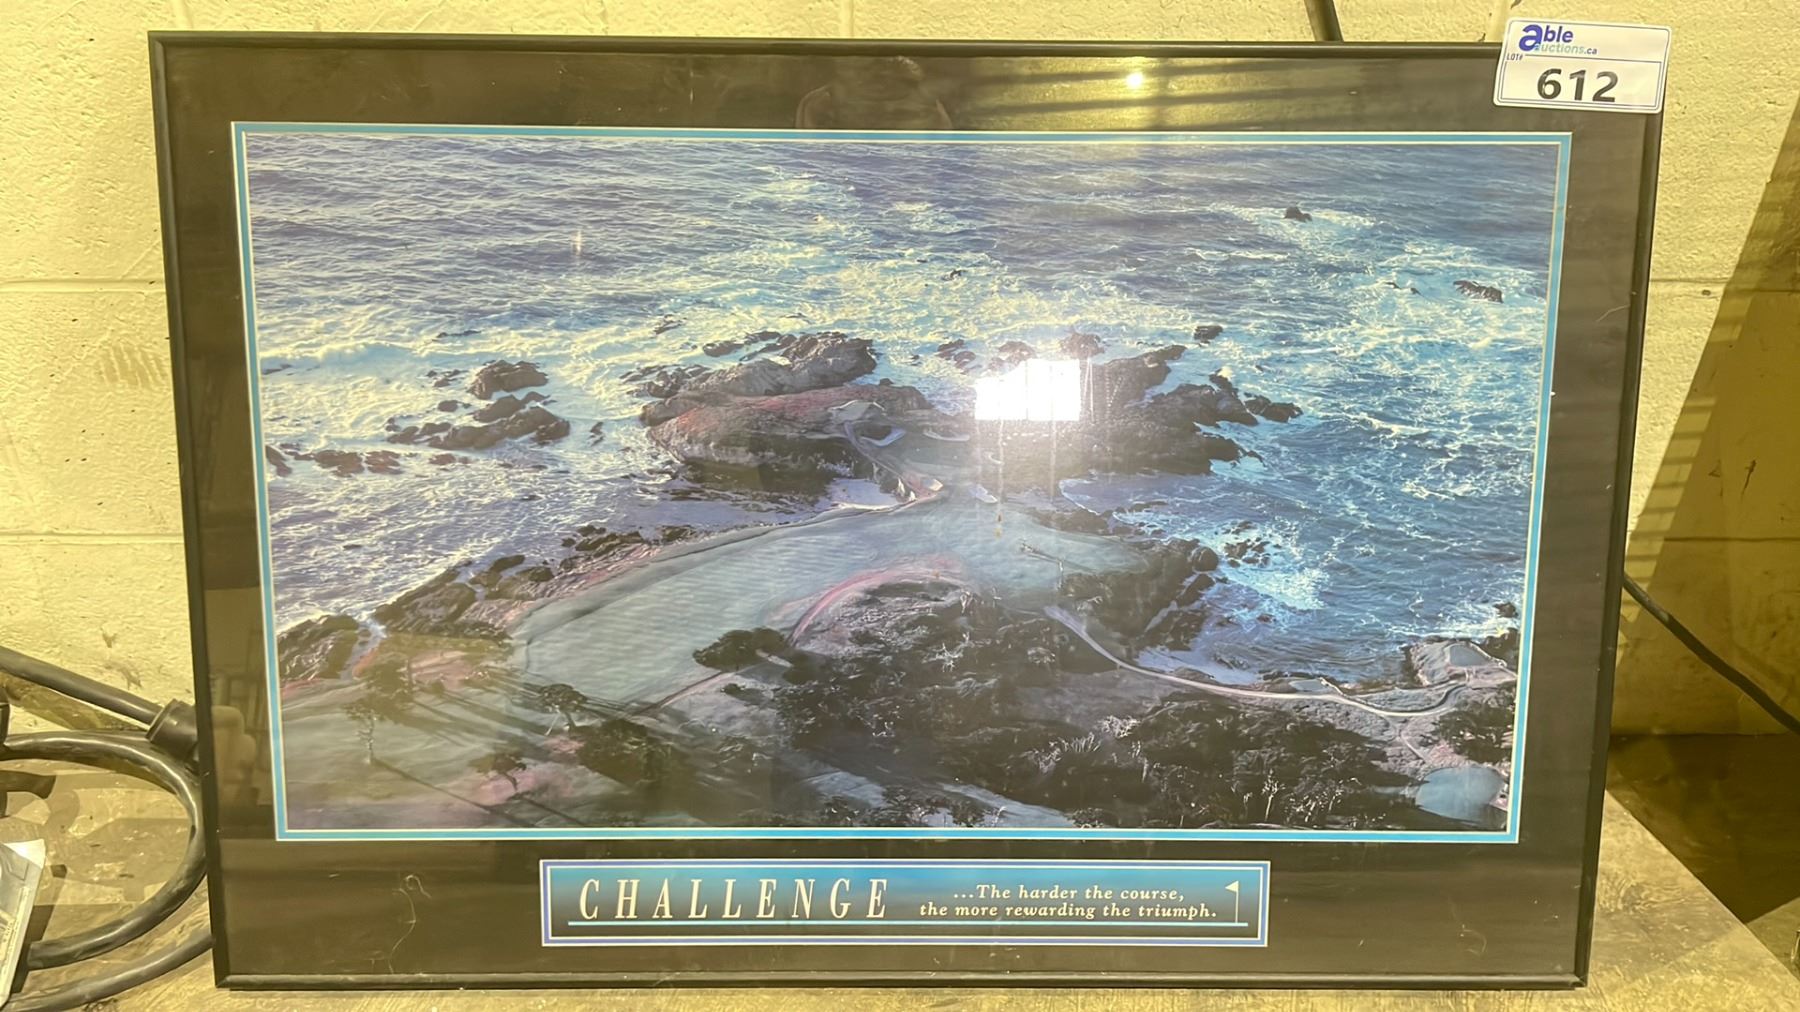 able
auctions.ca
LOT#
612
CHALLENGE
...The harder the course,
the more rewarding the triumph.